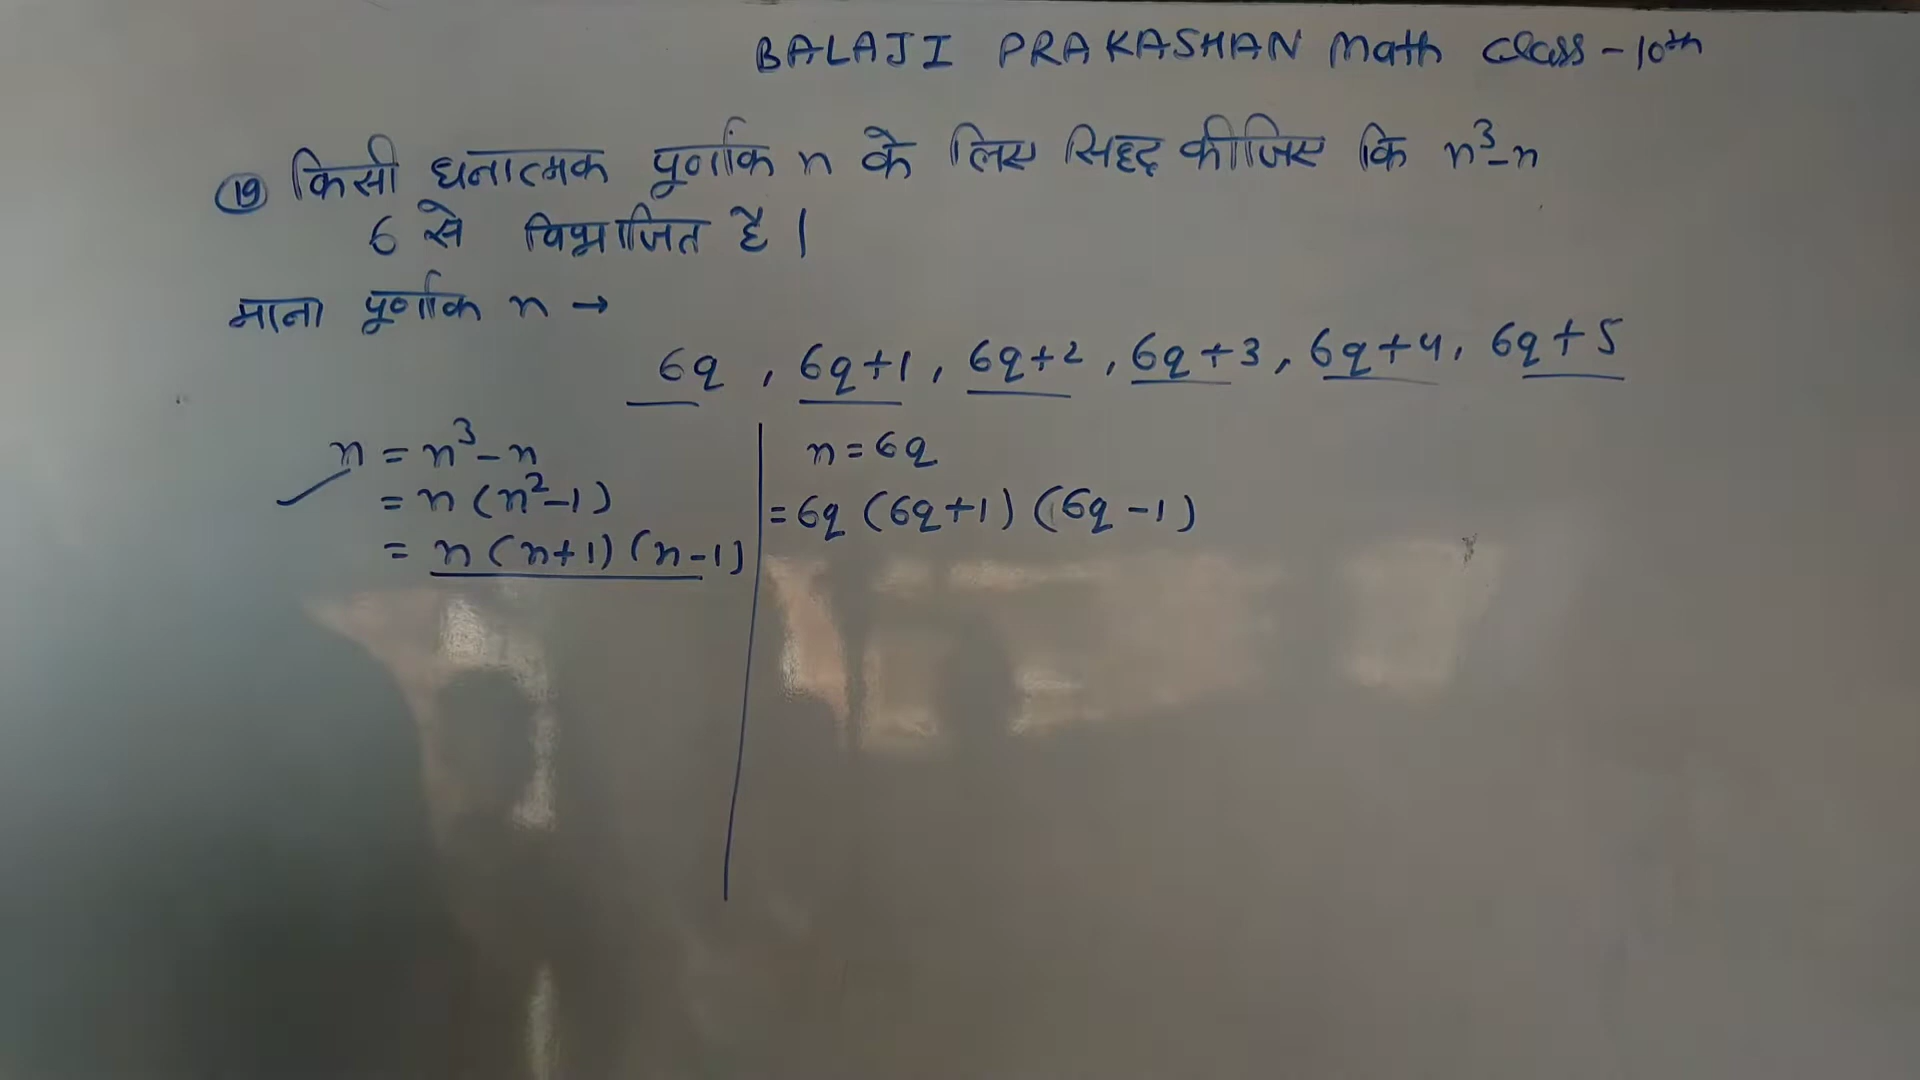 BALAJI PRAKASHAN Math Class - 10th
(19) किसी धनात्मक पूर्णांक n के लिए सिद्ध कीजिए कि n³-n
6 से विभाजित है |
माना पूर्णांक n →
6q , 6q+1 , 6q+2 , 6q+3 , 6q+4 , 6q+5
n = n³-n
= n (n²-1)
= n (n+1) (n-1)
n = 6q
= 6q (6q+1) (6q-1)